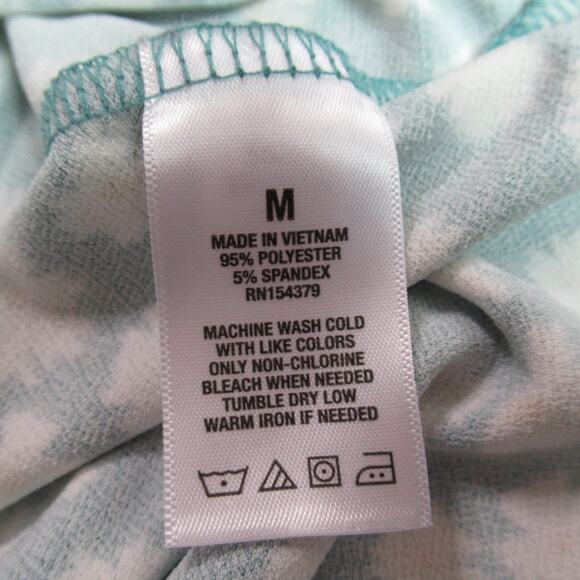 M
MADE IN VIETNAM
95% POLYESTER
5% SPANDEX
RN154379
MACHINE WASH COLD
WITH LIKE COLORS
ONLY NON-CHLORINE
BLEACH WHEN NEEDED
TUMBLE DRY LOW
WARM IRON IF NEEDED